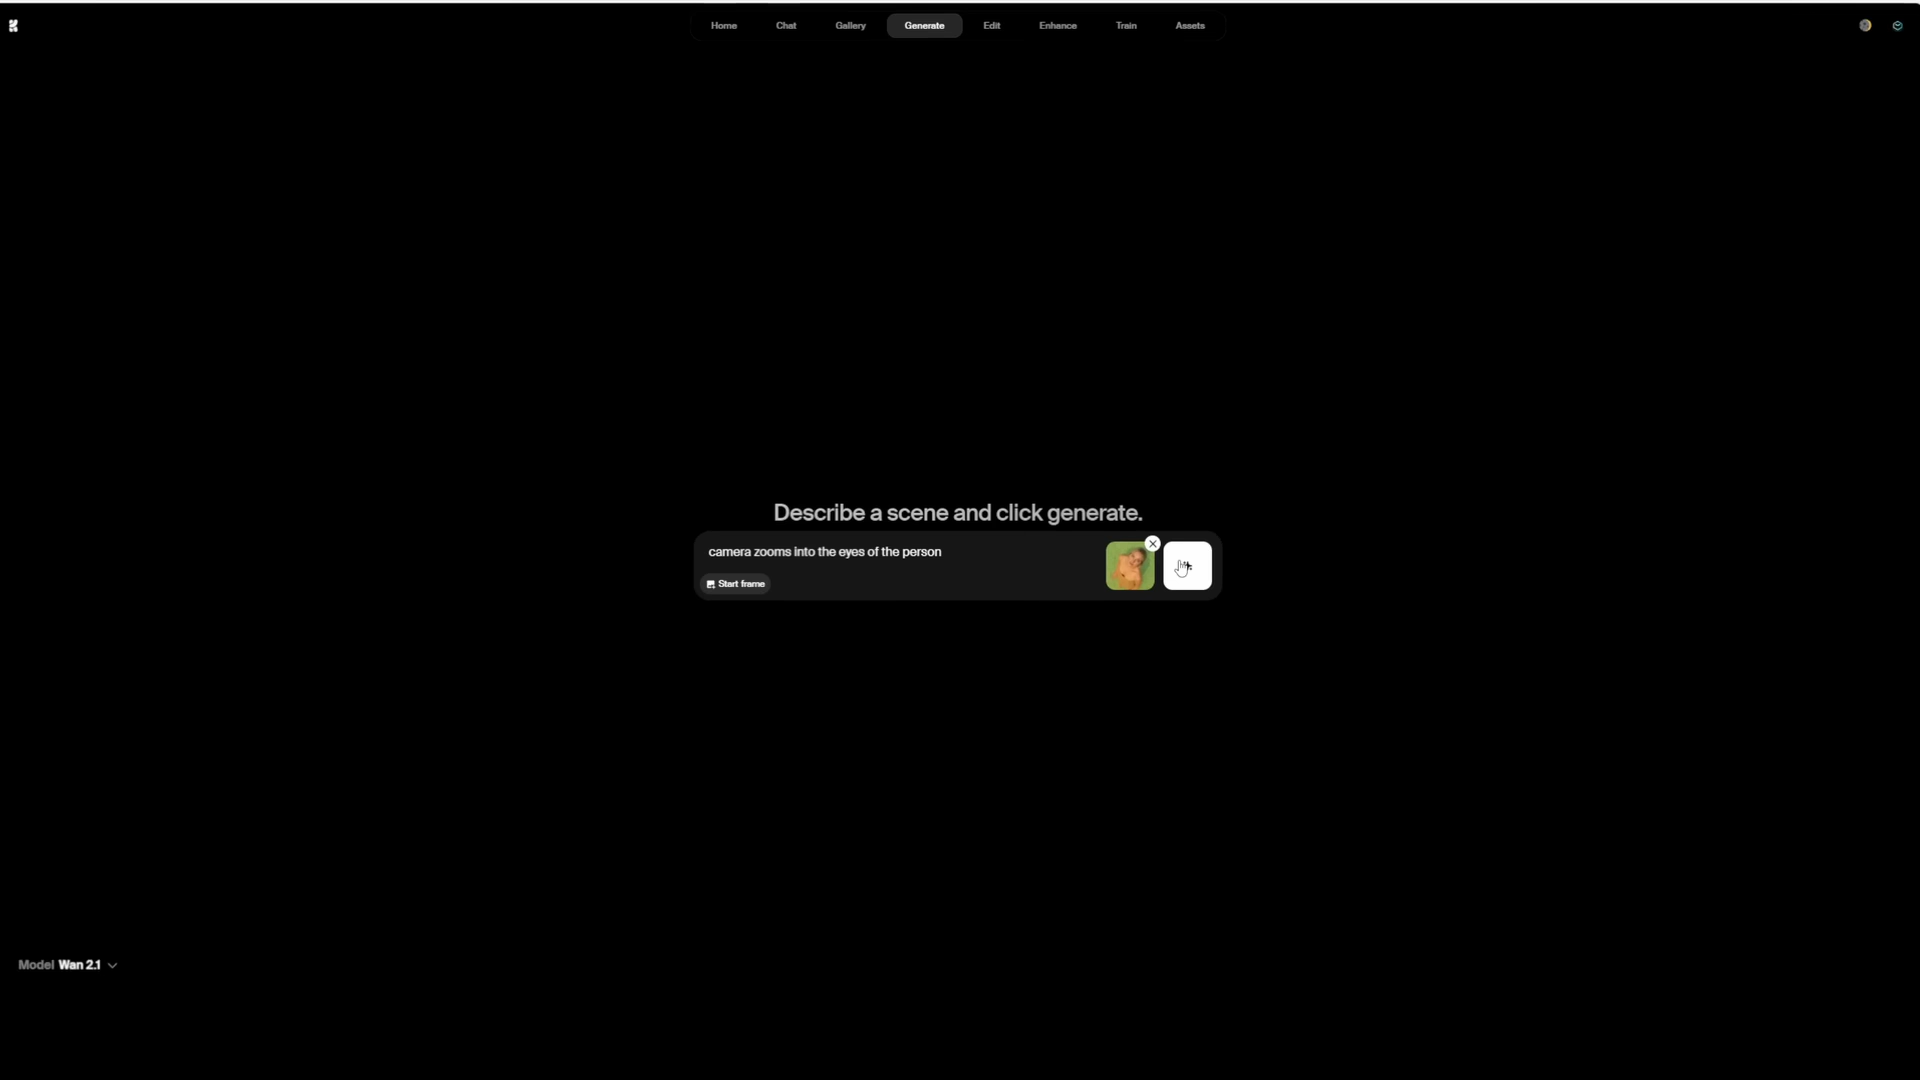 Home
Chat
Gallery
Generate
Edit
Enhance
Train
Assets
Describe a scene and click generate.
camera zooms into the eyes of the person
Start frame
Model Wan 2.1